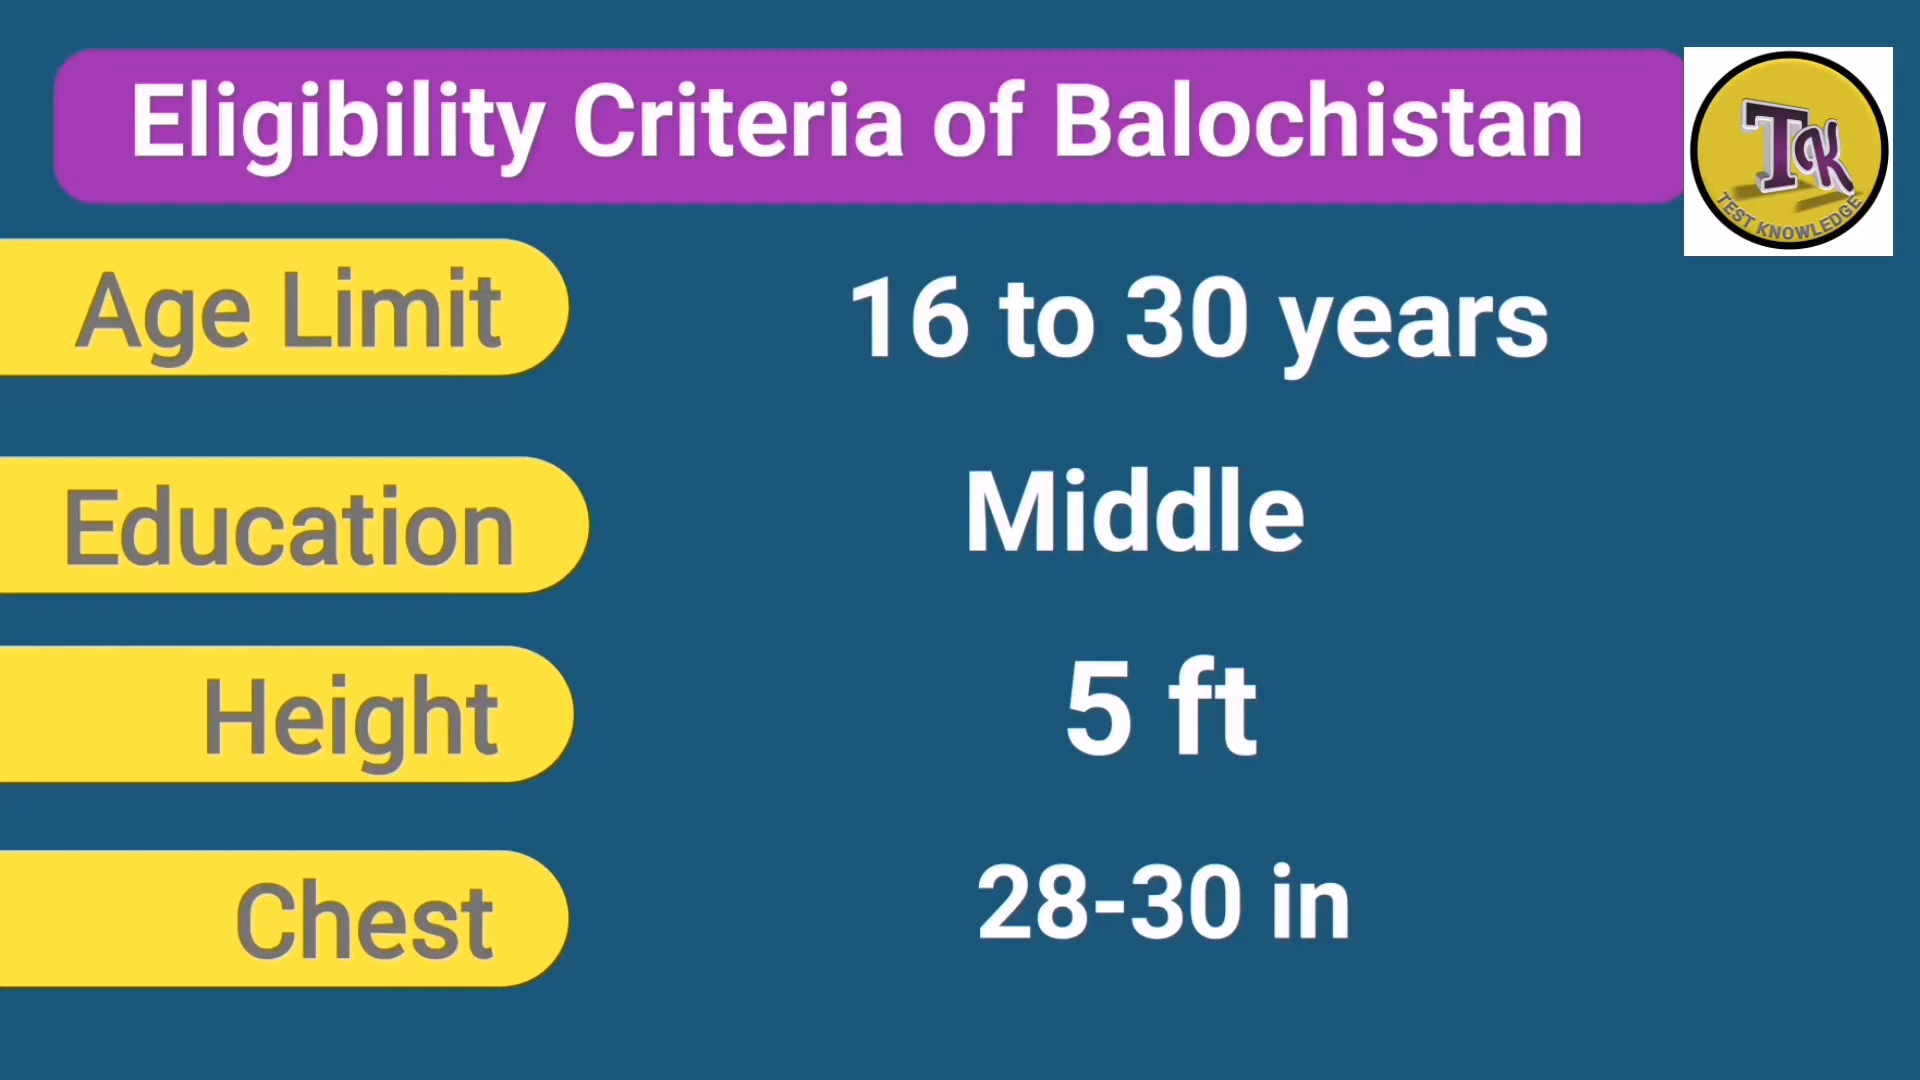 Eligibility Criteria of Balochistan
TK
TEST KNOWLEDGE
Age Limit 16 to 30 years
Education Middle
Height 5 ft
Chest 28-30 in